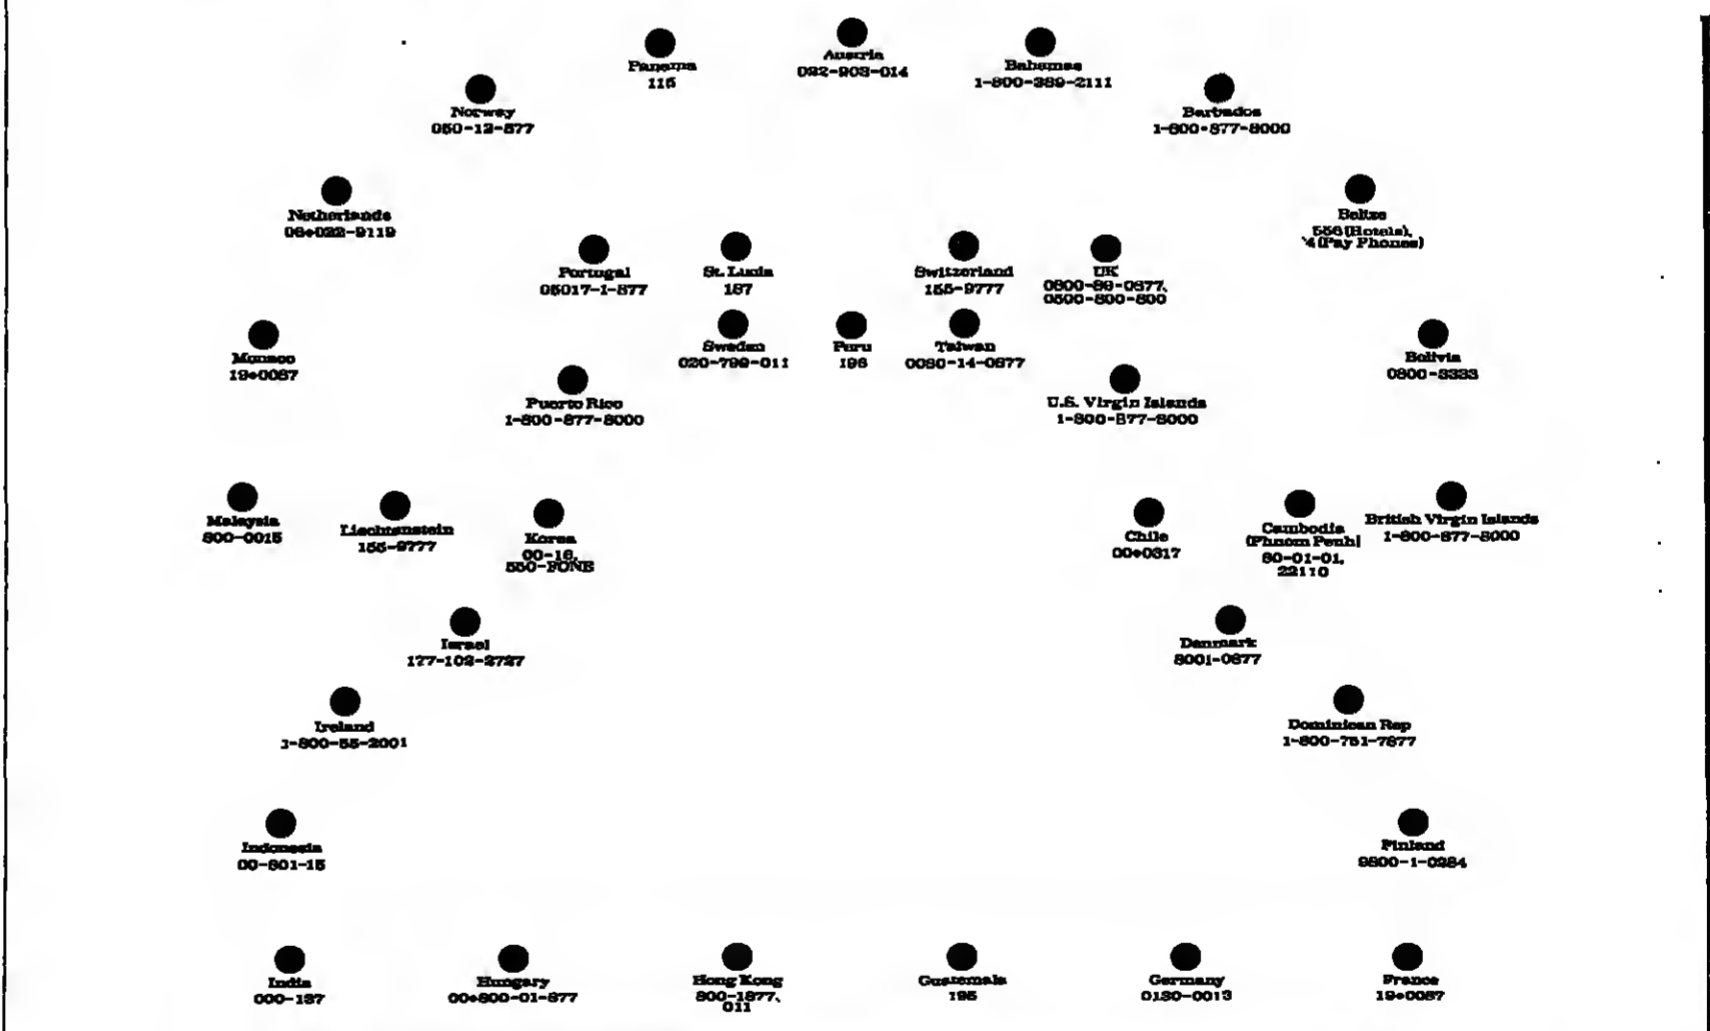 Panama
115
Austria
022-903-014
Bahamas
1-800-389-2111
Norway
050-12-877
Barbados
1-800-877-8000
Netherlands
06♦022-9119
Belize
556 (Hotels),
*4 (Pay Phones)
Portugal
05017-1-877
St. Lucia
187
Switzerland
155-9777
UK
0800-89-0877,
0500-800-800
Monaco
19♦0087
Sweden
020-799-011
Peru
196
Taiwan
0080-14-0877
Bolivia
0800-3333
Puerto Rico
1-800-877-8000
U.S. Virgin Islands
1-800-877-8000
Malaysia
800-0015
Liechtenstein
155-9777
Korea
00-16,
550-FONE
Chile
00♦0317
Cambodia
(Phnom Penh)
80-01-01,
22110
British Virgin Islands
1-800-877-8000
Israel
177-102-2727
Denmark
8001-0877
Ireland
1-800-55-2001
Dominican Rep
1-800-751-7877
Indonesia
00-801-15
Finland
9800-1-0284
India
000-137
Hungary
00♦800-01-877
Hong Kong
800-1877,
011
Guatemala
195
Germany
0130-0013
France
19♦0087